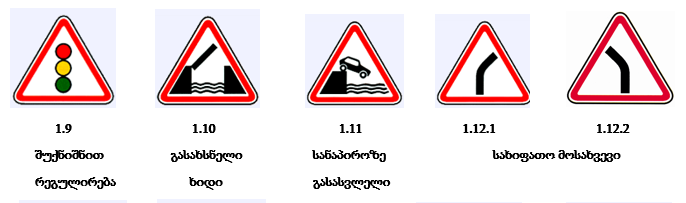 1.9 1.10 1.11 1.12.1 1.12.2
შუქნიშნით გასახსნელი სანაპიროზე სახიფათო მოსახვევი
რეგულირება ხიდი გასასვლელი